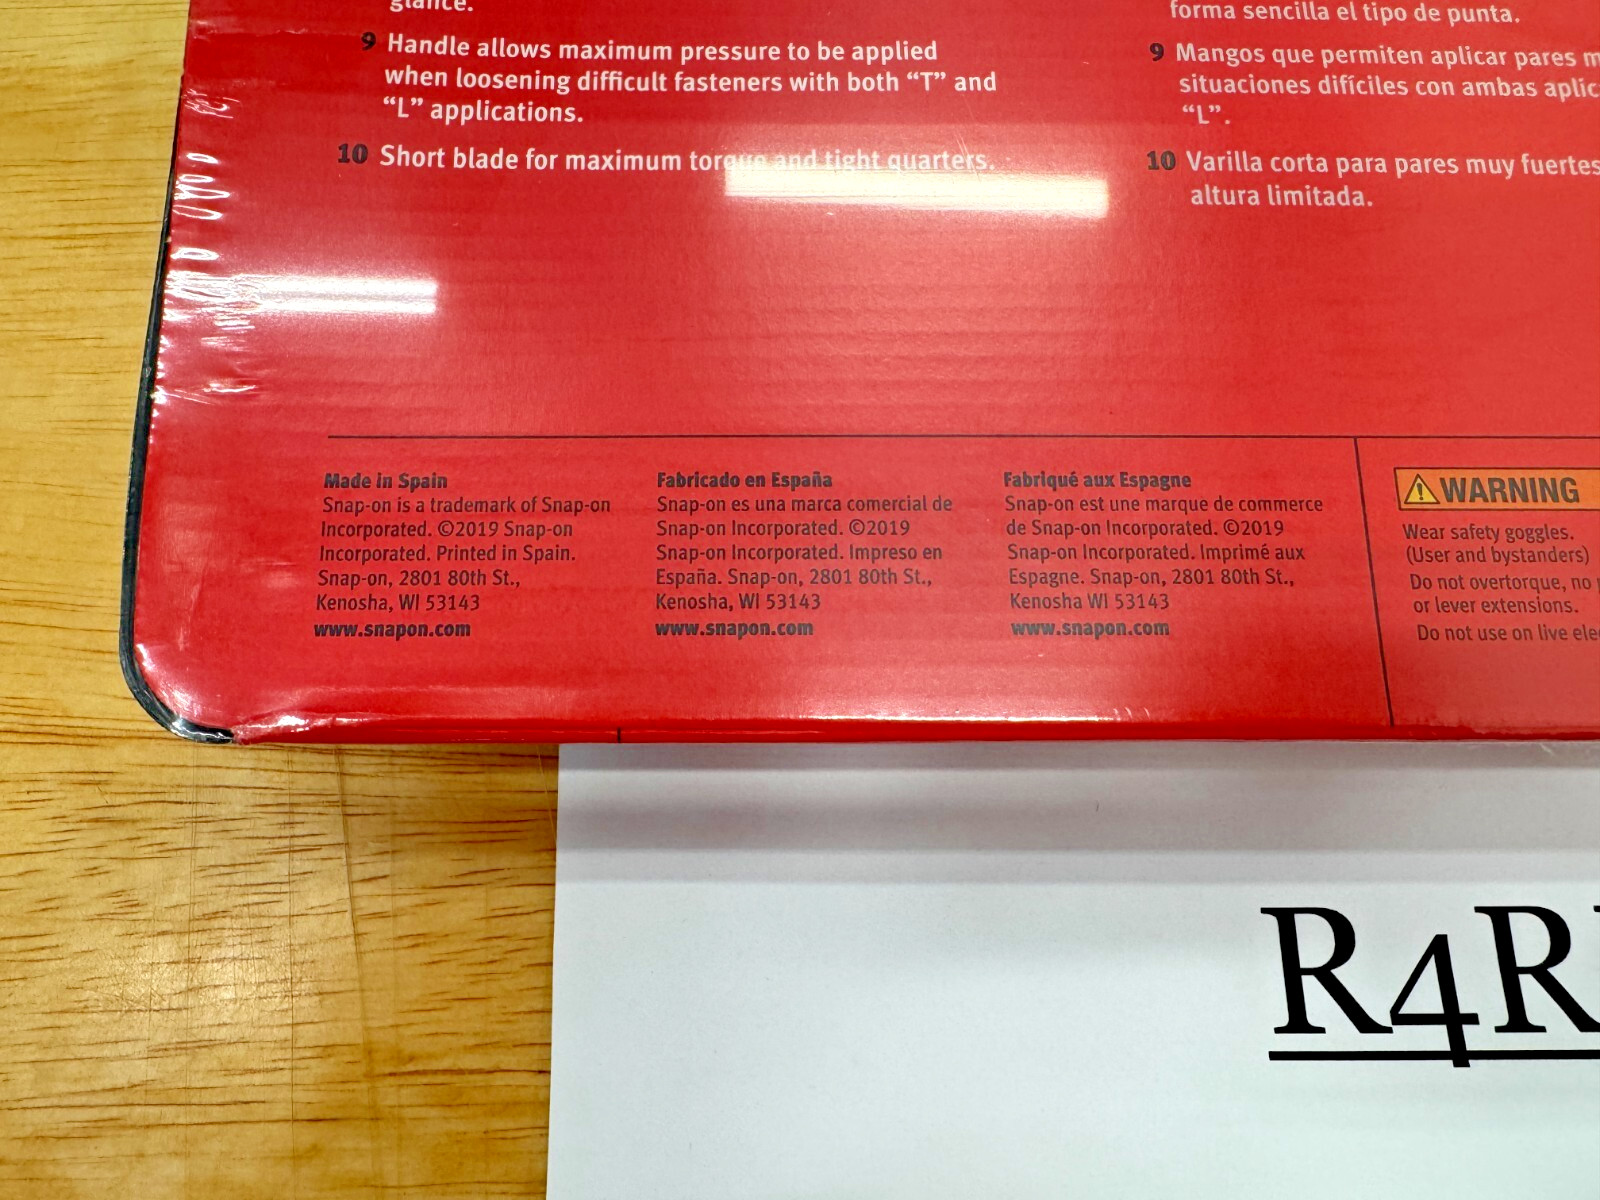 glance.
9 Handle allows maximum pressure to be applied
when loosening difficult fasteners with both “T” and
“L” applications.
10 Short blade for maximum torque and tight quarters.
forma sencilla el tipo de punta.
9 Mangos que permiten aplicar pares
situaciones difíciles con ambas
“L”.
10 Varilla corta para pares muy fuertes
altura limitada.
Made in Spain
Snap-on is a trademark of Snap-on
Incorporated. ©2019 Snap-on
Incorporated. Printed in Spain.
Snap-on, 2801 80th St.,
Kenosha, WI 53143
www.snapon.com
Fabricado en España
Snap-on es una marca comercial de
Snap-on Incorporated. ©2019
Snap-on Incorporated. Impreso en
España. Snap-on, 2801 80th St.,
Kenosha, WI 53143
www.snapon.com
Fabriqué aux Espagne
Snap-on est une marque de commerce
de Snap-on Incorporated. ©2019
Snap-on Incorporated. Imprimé aux
Espagne. Snap-on, 2801 80th St.,
Kenosha WI 53143
www.snapon.com
WARNING
Wear safety goggles.
(User and bystanders)
Do not overtorque, no
or lever extensions.
Do not use on live
R4R